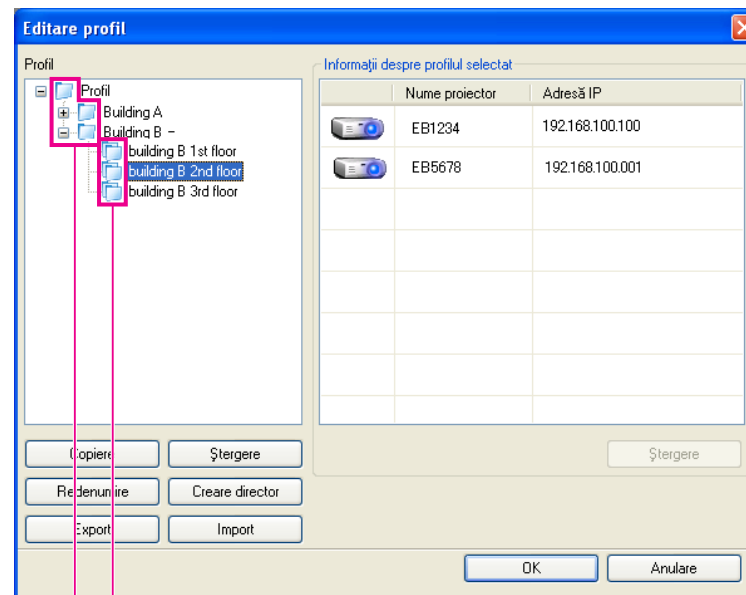 Editare profil
Profil
Profil
Building A
Building B –
building B 1st floor
building B 2nd floor
building B 3rd floor
Copiere
Ştergere
Redenumire
Creare director
Export
Import
Informaţii despre profilul selectat
Nume proiector Adresă IP
EB1234 192.168.100.100
EB5678 192.168.100.001
Ştergere
OK
Anulare